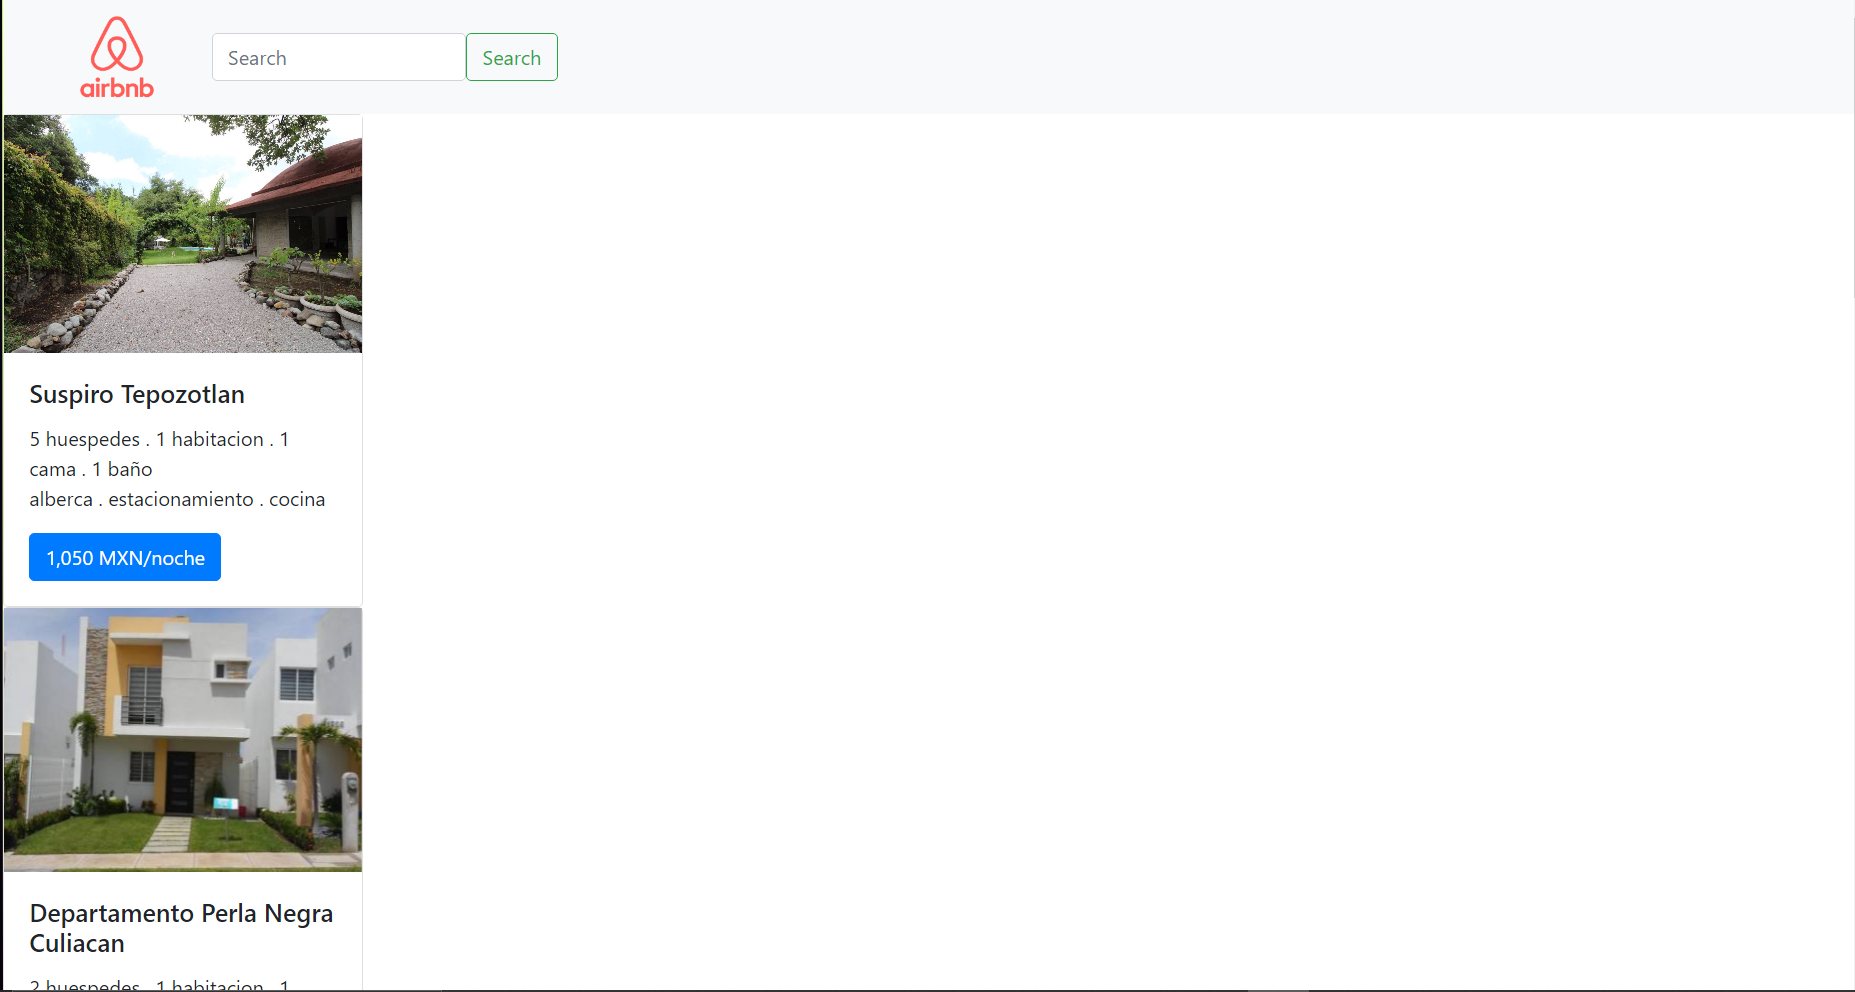 airbnb
Search
Search
Suspiro Tepozotlan
5 huespedes . 1 habitacion . 1
cama . 1 baño
alberca . estacionamiento . cocina
1,050 MXN/noche
Departamento Perla Negra
Culiacan
2 huespedes . 1 habitacion . 1